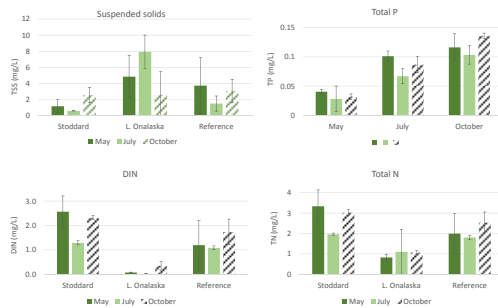 Suspended solids
TSS (mg/L)
12
10
8
6
4
2
0
Stoddard L. Onalaska Reference
May July October
Total P
TP (mg/L)
0.15
0.1
0.05
0
May July October
DIN
DIN (mg/L)
3.0
2.0
1.0
0.0
Stoddard L. Onalaska Reference
May July October
Total N
TN (mg/L)
4
3
2
1
0
Stoddard L. Onalaska Reference
May July October